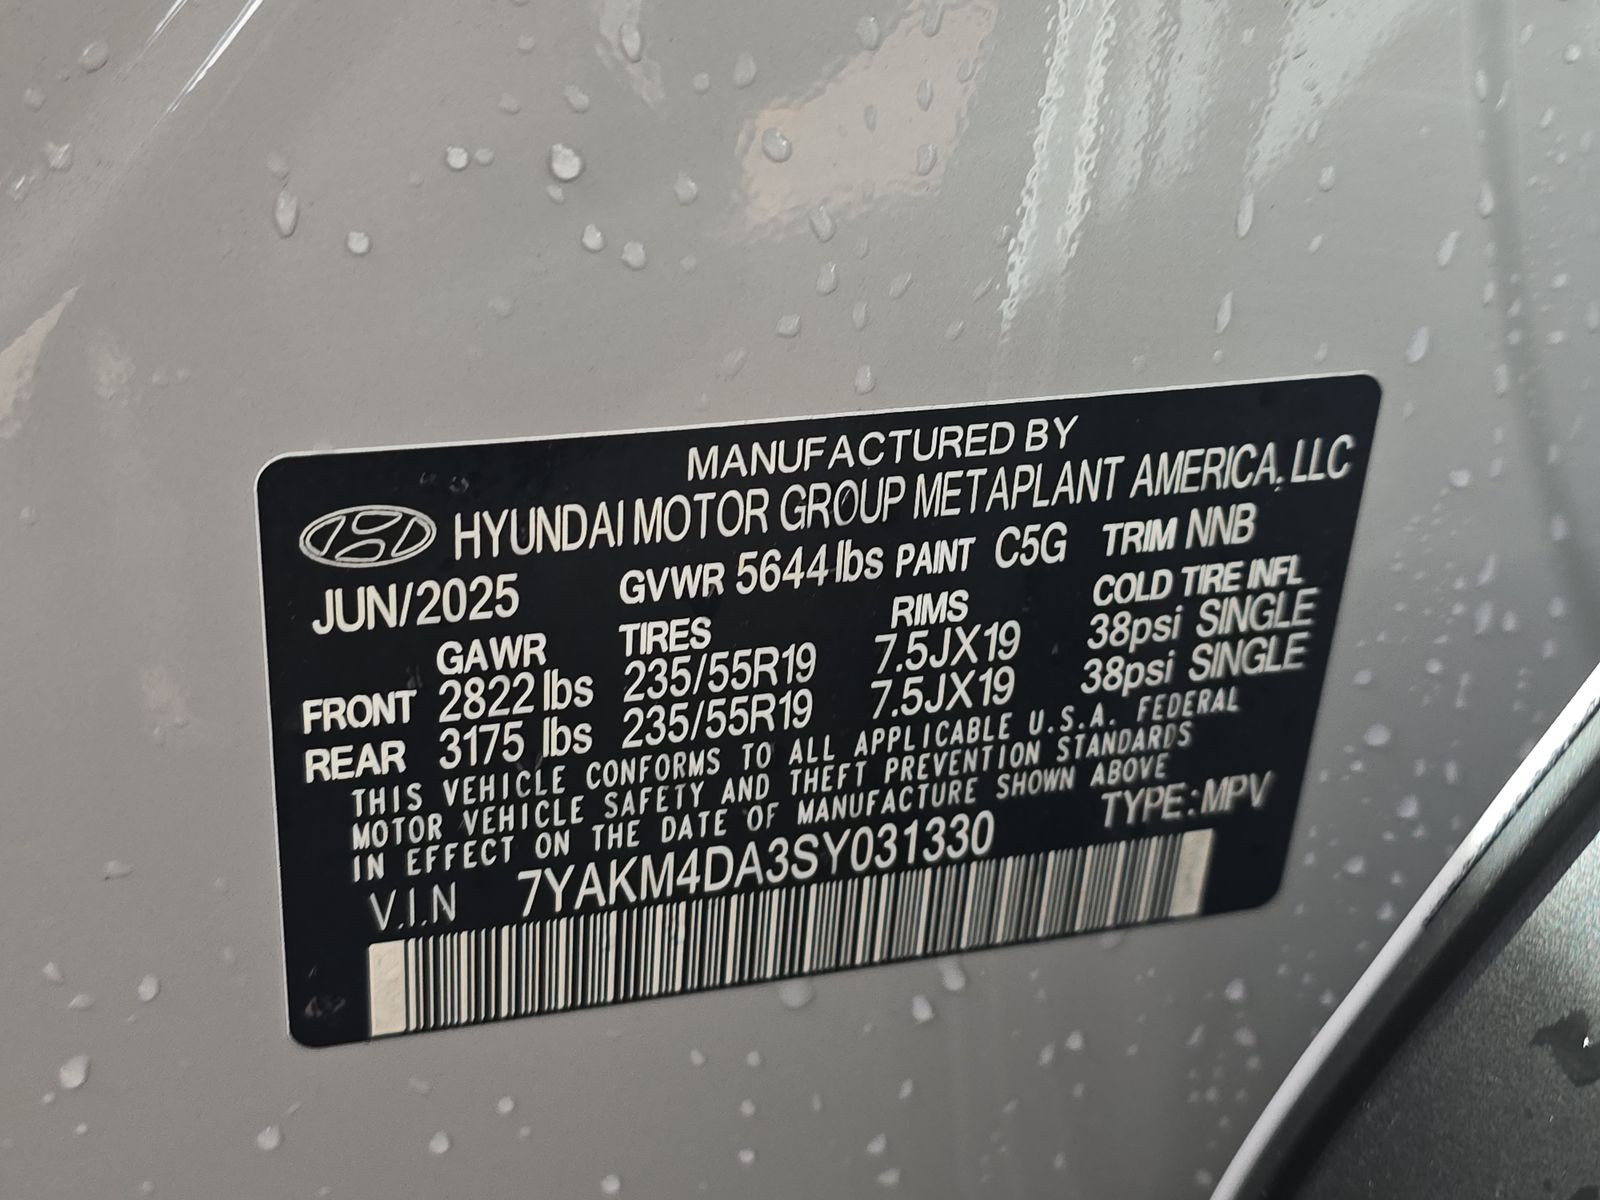 MANUFACTURED BY
HYUNDAI MOTOR GROUP METAPLANT AMERICA, LLC
JUN/2025 GVWR 5644 lbs PAINT C5G TRIM NNB
GAWR TIRES RIMS COLD TIRE INFL
FRONT 2822 lbs 235/55R19 7.5JX19 38psi SINGLE
REAR 3175 lbs 235/55R19 7.5JX19 38psi SINGLE
THIS VEHICLE CONFORMS TO ALL APPLICABLE U.S.A. FEDERAL
MOTOR VEHICLE SAFETY AND THEFT PREVENTION STANDARDS
IN EFFECT ON THE DATE OF MANUFACTURE SHOWN ABOVE
V.I.N 7YAKM4DA3SY031330 TYPE: MPV